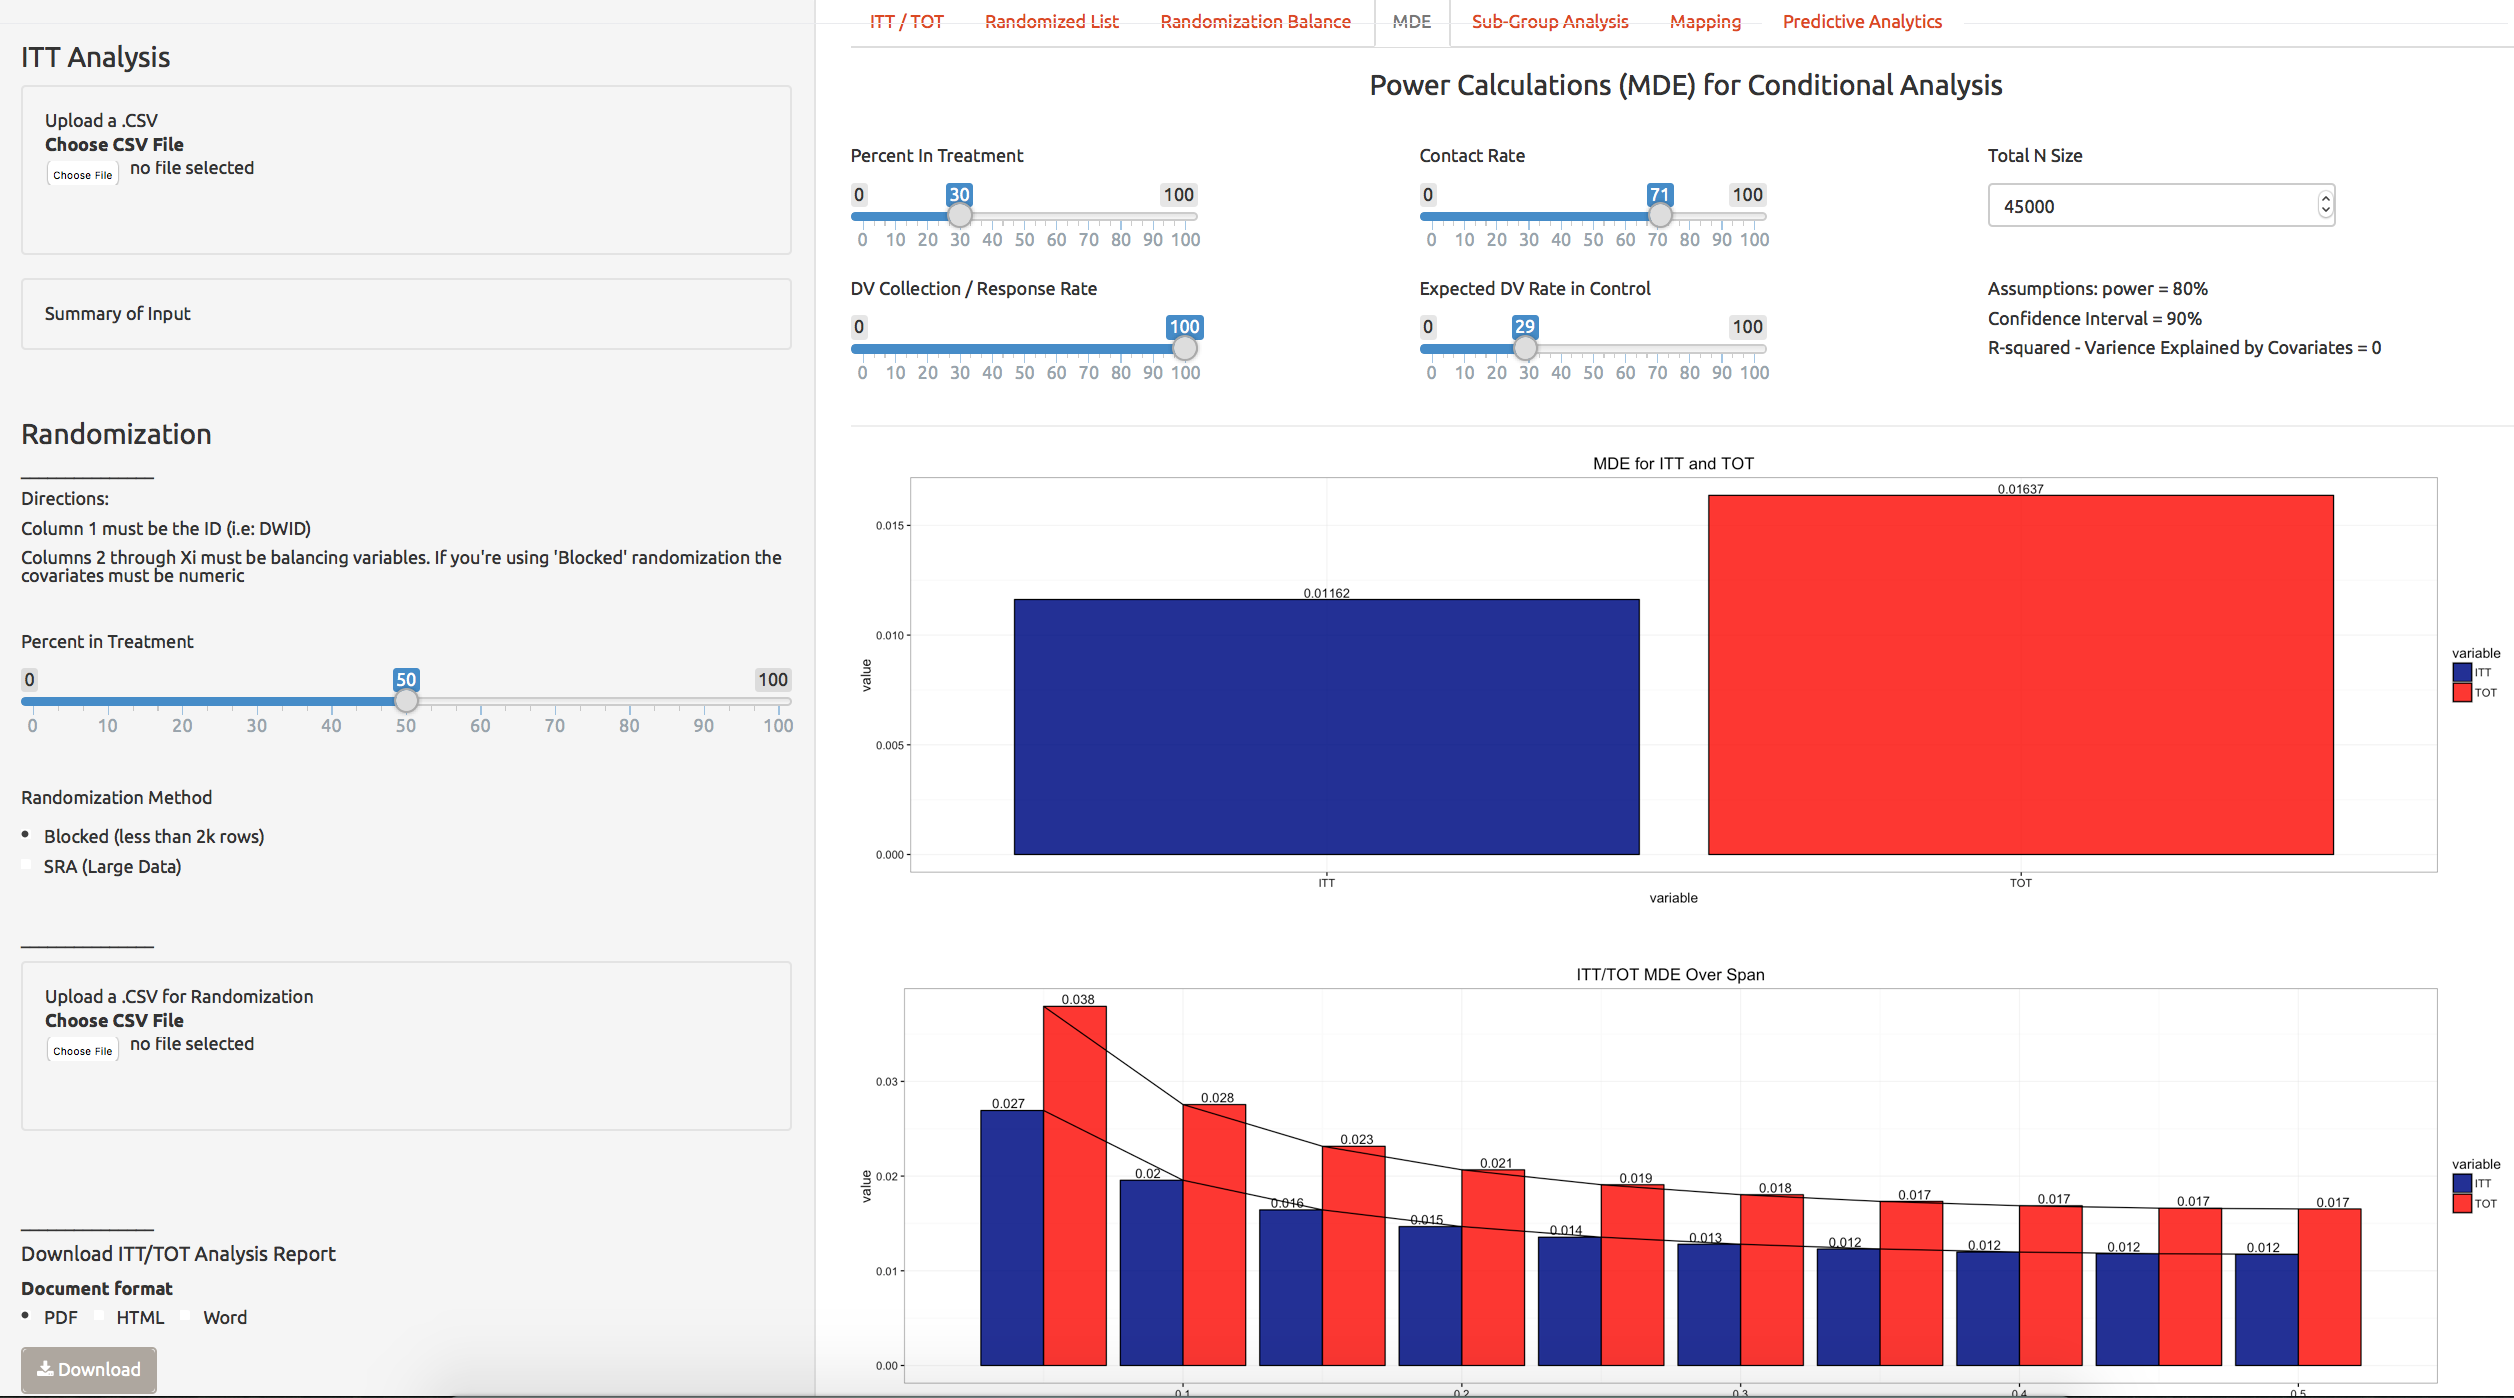 ITT / TOT Randomized List Randomization Balance MDE Sub-Group Analysis Mapping Predictive Analytics
ITT Analysis
Upload a .CSV
Choose CSV File
Choose File no file selected
Summary of Input
Randomization
Directions:
Column 1 must be the ID (i.e: DWID)
Columns 2 through Xi must be balancing variables. If you're using 'Blocked' randomization the
covariates must be numeric
Percent in Treatment
0 50 100
0 10 20 30 40 50 60 70 80 90 100
Randomization Method
Blocked (less than 2k rows)
SRA (Large Data)
Upload a .CSV for Randomization
Choose CSV File
Choose File no file selected
Download ITT/TOT Analysis Report
Document format
PDF HTML Word
Download
Power Calculations (MDE) for Conditional Analysis
Percent In Treatment
0 30 100
0 10 20 30 40 50 60 70 80 90 100
Contact Rate
0 71 100
0 10 20 30 40 50 60 70 80 90 100
Total N Size
45000
DV Collection / Response Rate
0 100
0 10 20 30 40 50 60 70 80 90 100
Expected DV Rate in Control
0 29 100
0 10 20 30 40 50 60 70 80 90 100
Assumptions: power = 80%
Confidence Interval = 90%
R-squared - Varience Explained by Covariates = 0
MDE for ITT and TOT
value
0.015
0.010
0.005
0.000
0.01162
0.01637
ITT TOT
variable
variable
ITT
TOT
ITT/TOT MDE Over Span
value
0.03
0.02
0.01
0.00
0.027 0.038
0.02 0.028
0.016 0.023
0.015 0.021
0.014 0.019
0.013 0.018
0.012 0.017
0.012 0.017
0.012 0.017
0.012 0.017
0.1 0.2 0.3 0.4 0.5
variable
ITT
TOT